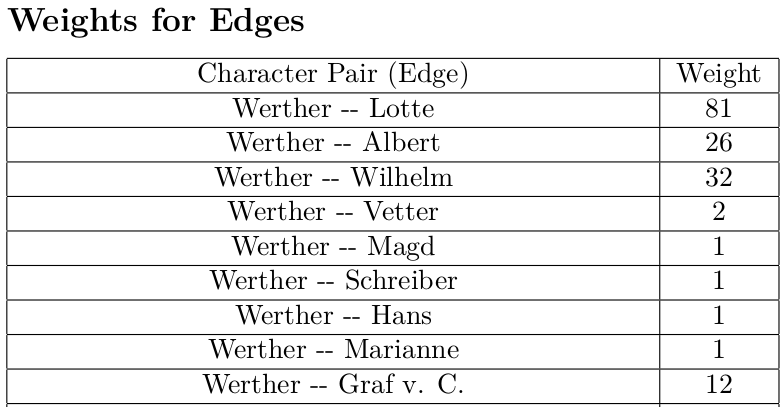 Weights for Edges
Character Pair (Edge) Weight
Werther -- Lotte 81
Werther -- Albert 26
Werther -- Wilhelm 32
Werther -- Vetter 2
Werther -- Magd 1
Werther -- Schreiber 1
Werther -- Hans 1
Werther -- Marianne 1
Werther -- Graf v. C. 12